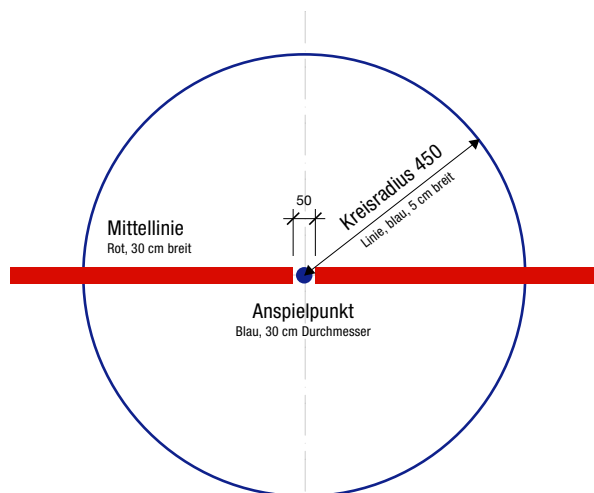 50
Kreisradius 450
Linie, blau, 5 cm breit
Mittellinie
Rot, 30 cm breit
Anspielpunkt
Blau, 30 cm Durchmesser